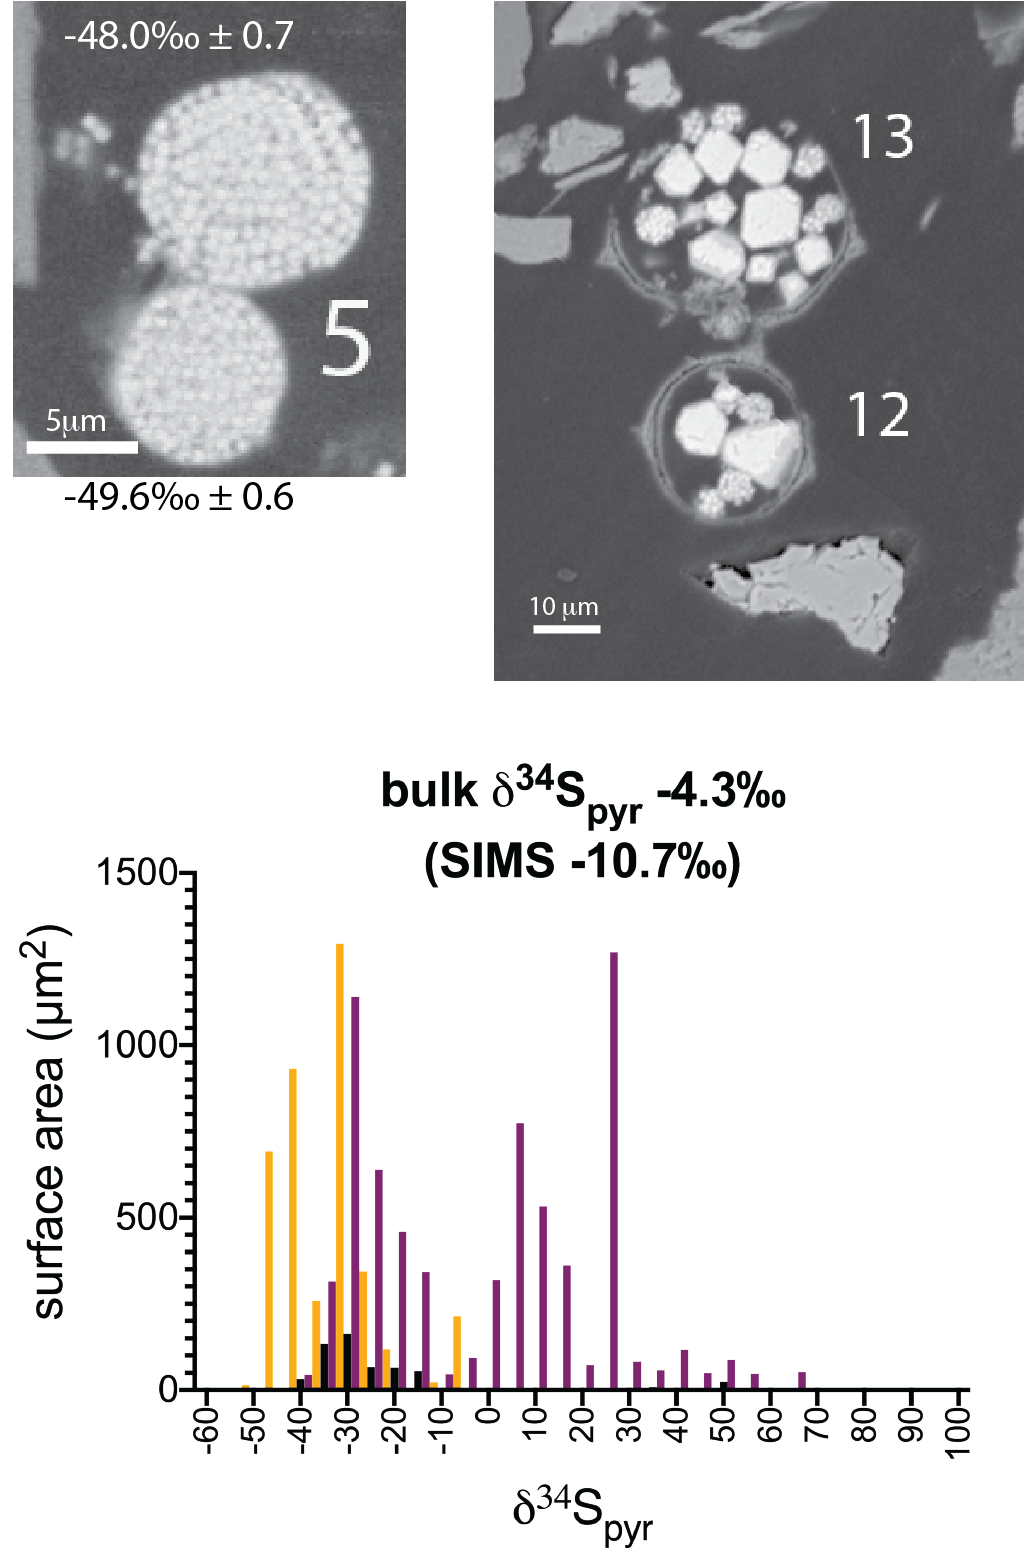 -48.0‰ ± 0.7
5
5μm
-49.6‰ ± 0.6
13
12
10 μm
bulk δ³⁴Spyr -4.3‰
(SIMS -10.7‰)
surface area (μm²)
1500
1000
500
0
-60 -50 -40 -30 -20 -10 0 10 20 30 40 50 60 70 80 90 100
δ³⁴Spyr